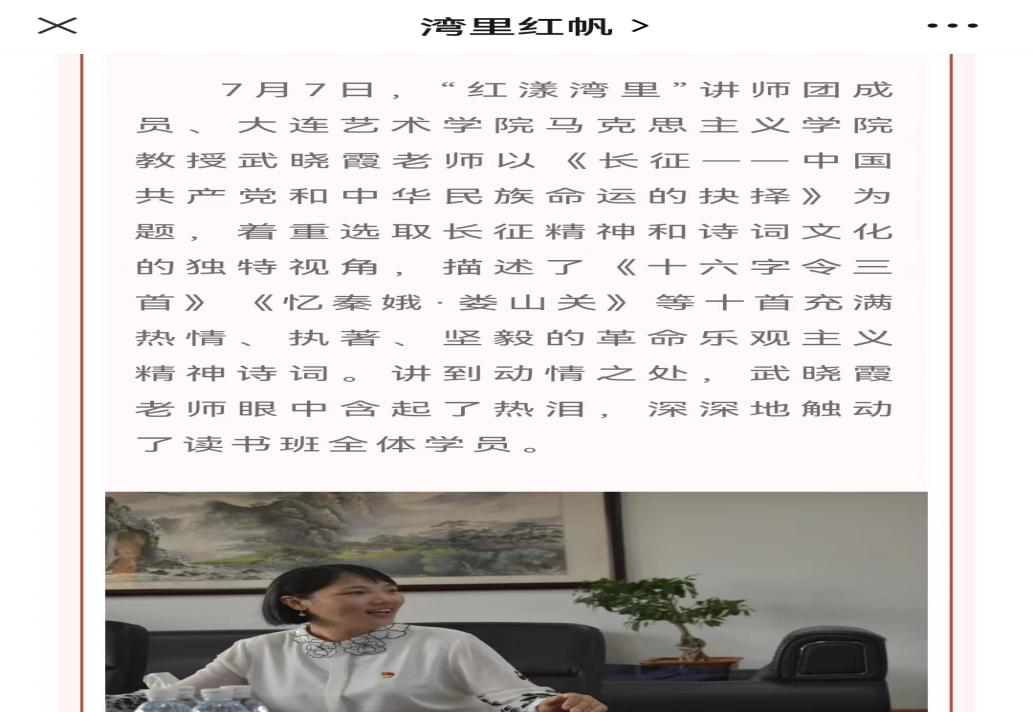 湾里红帆 >
7月7日，“红漾湾里”讲师团成
员、大连艺术学院马克思主义学院
教授武晓霞老师以《长征——中国
共产党和中华民族命运的抉择》为
题，着重选取长征精神和诗词文化
的独特视角，描述了《十六字令三
首》《忆秦娥·娄山关》等十首充满
热情、执著、坚毅的革命乐观主义
精神诗词。讲到动情之处，武晓霞
老师眼中含起了热泪，深深地触动
了读书班全体学员。